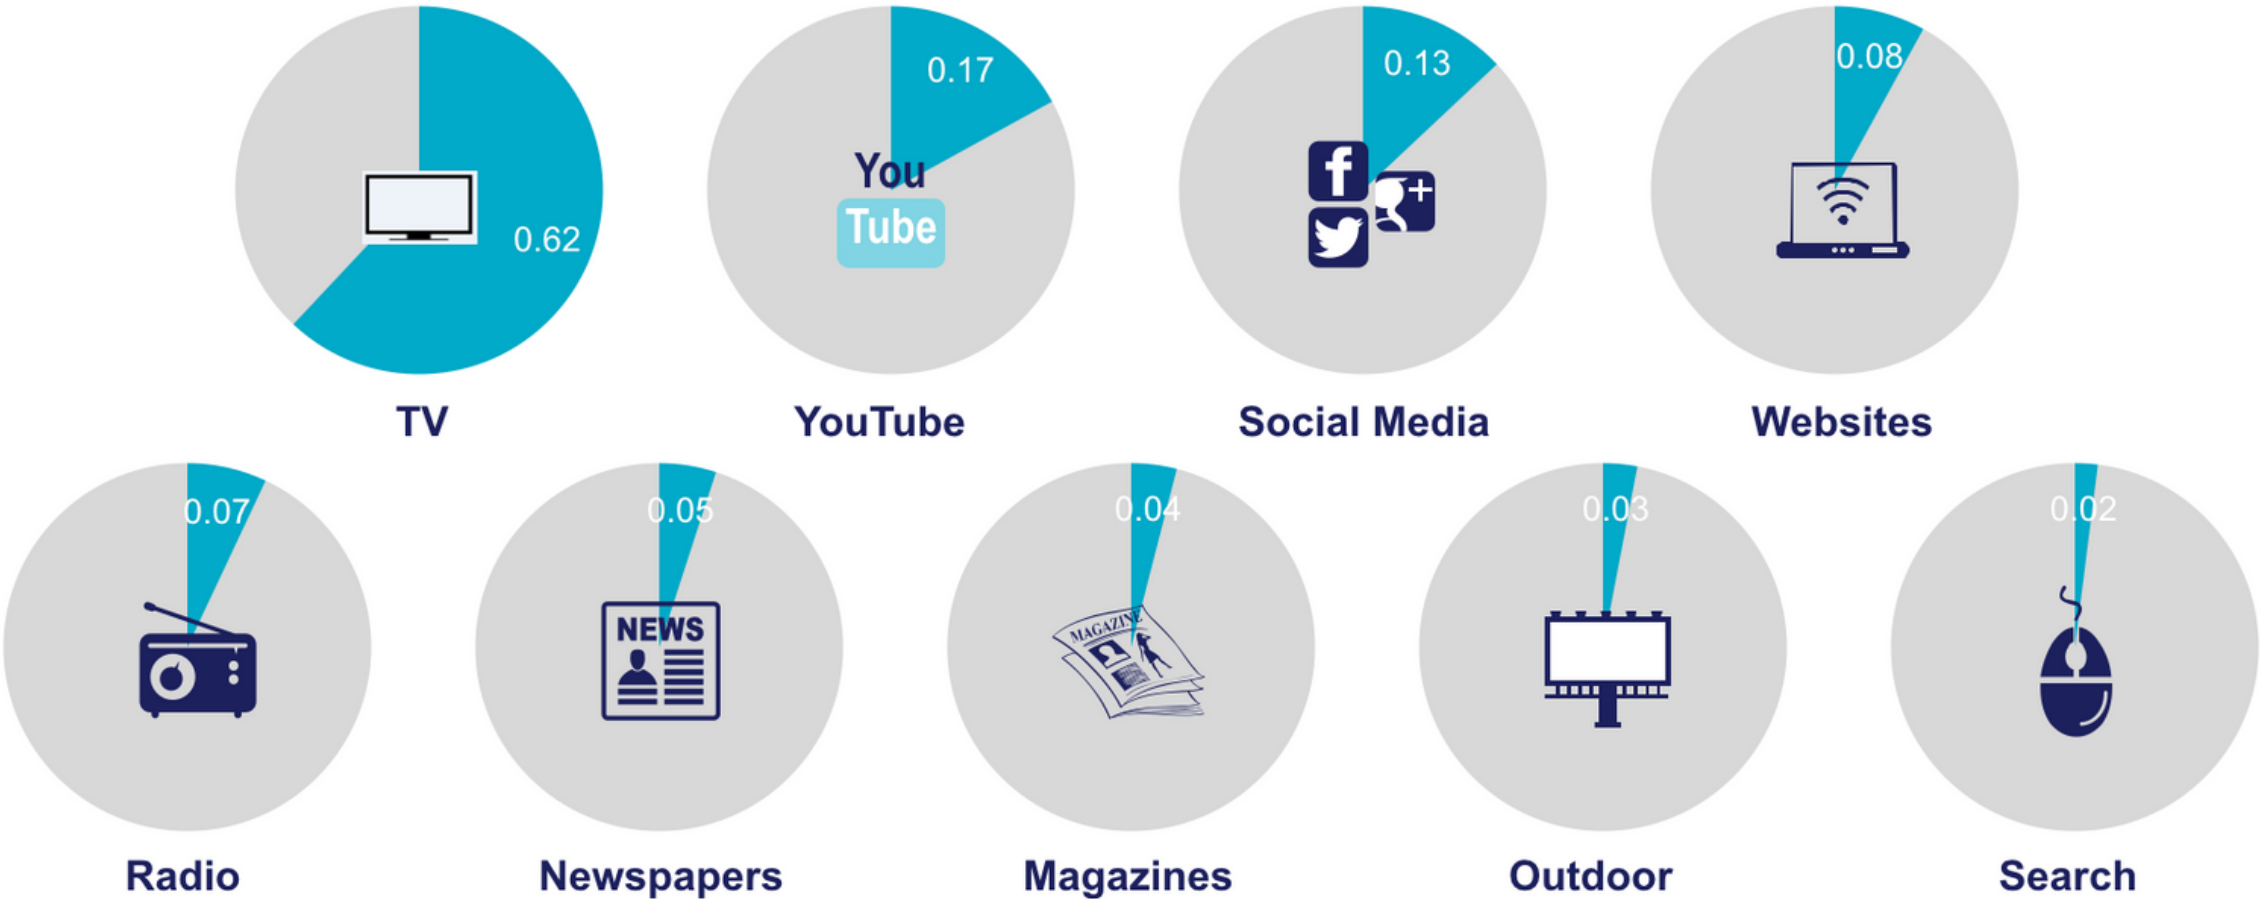 0.62
TV
0.17
You
Tube
YouTube
0.13
f
+
Social Media
0.08
Websites
0.07
Radio
0.05
NEWS
Newspapers
0.04
MAGAZINE
Magazines
0.03
Outdoor
0.02
Search